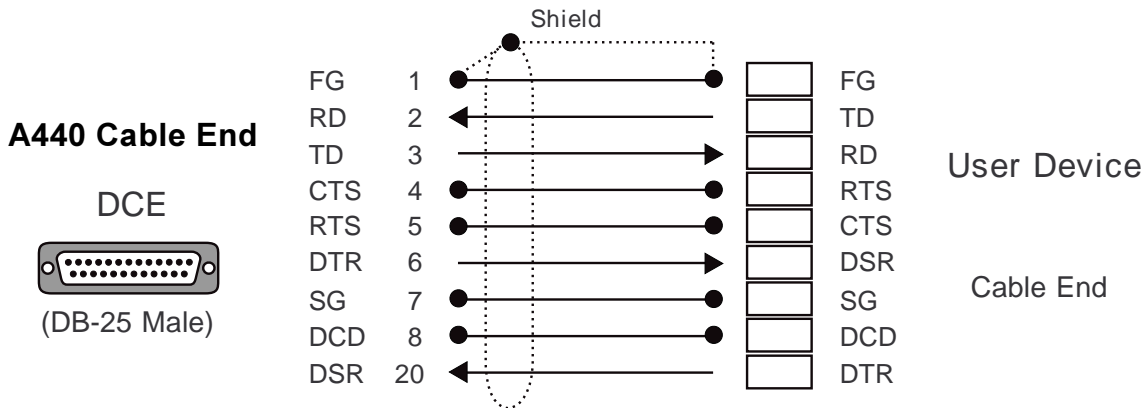 Shield
A440 Cable End
DCE
(DB-25 Male)
FG 1 FG
RD 2 TD
TD 3 RD
CTS 4 RTS
RTS 5 CTS
DTR 6 DSR
SG 7 SG
DCD 8 DCD
DSR 20 DTR
User Device
Cable End